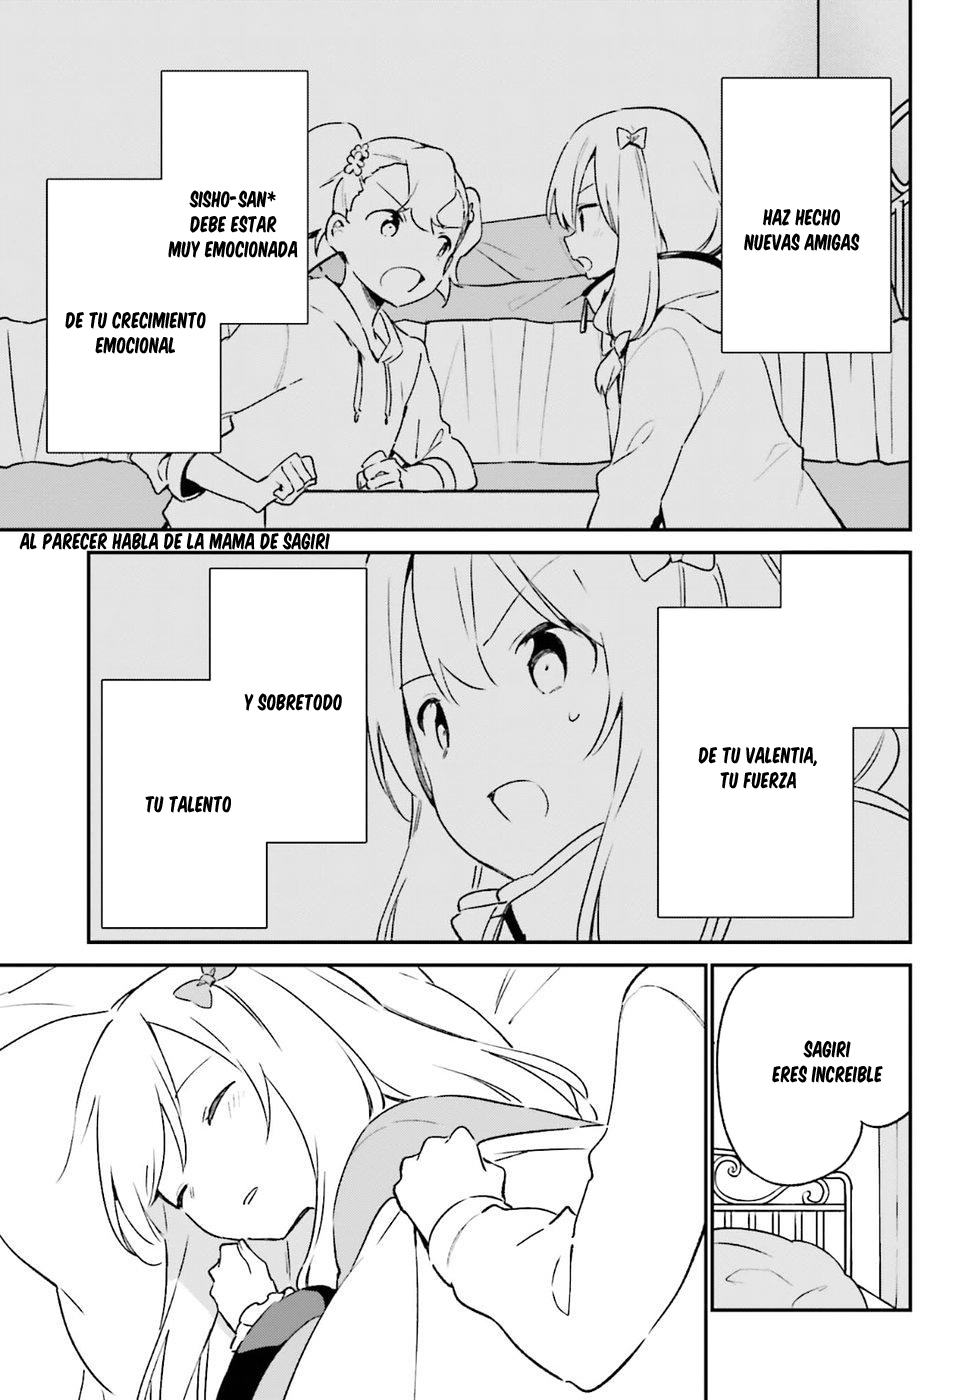 HAZ HECHO
NUEVAS AMIGAS
SISHO-SAN*
DEBE ESTAR
MUY EMOCIONADA
DE TU CRECIMIENTO
EMOCIONAL
AL PARECER HABLA DE LA MAMA DE SAGIRI
DE TU VALENTIA,
TU FUERZA
Y SOBRETODO
TU TALENTO
SAGIRI
ERES INCREIBLE